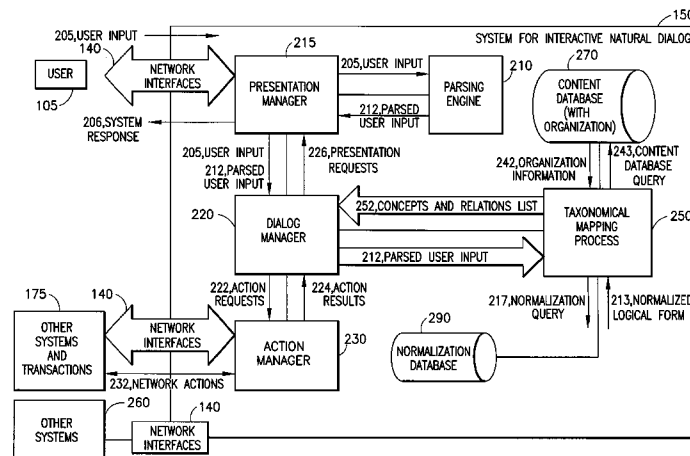 150
SYSTEM FOR INTERACTIVE NATURAL DIALOG
205,USER INPUT
140
215
USER
105
NETWORK
INTERFACES
PRESENTATION
MANAGER
205,USER INPUT
212,PARSED
USER INPUT
PARSING
ENGINE
210
270
CONTENT
DATABASE
(WITH
ORGANIZATION)
206,SYSTEM
RESPONSE
205,USER INPUT
212,PARSED
USER INPUT
226,PRESENTATION
REQUESTS
242,ORGANIZATION
INFORMATION
243,CONTENT
DATABASE
QUERY
220
DIALOG
MANAGER
252,CONCEPTS AND RELATIONS LIST
212,PARSED USER INPUT
TAXONOMICAL
MAPPING
PROCESS
250
222,ACTION
REQUESTS
224,ACTION
RESULTS
217,NORMALIZATION
QUERY
213,NORMALIZED
LOGICAL FORM
175
140
OTHER
SYSTEMS
AND
TRANSACTIONS
NETWORK
INTERFACES
ACTION
MANAGER
230
290
NORMALIZATION
DATABASE
232,NETWORK ACTIONS
260
OTHER
SYSTEMS
140
NETWORK
INTERFACES